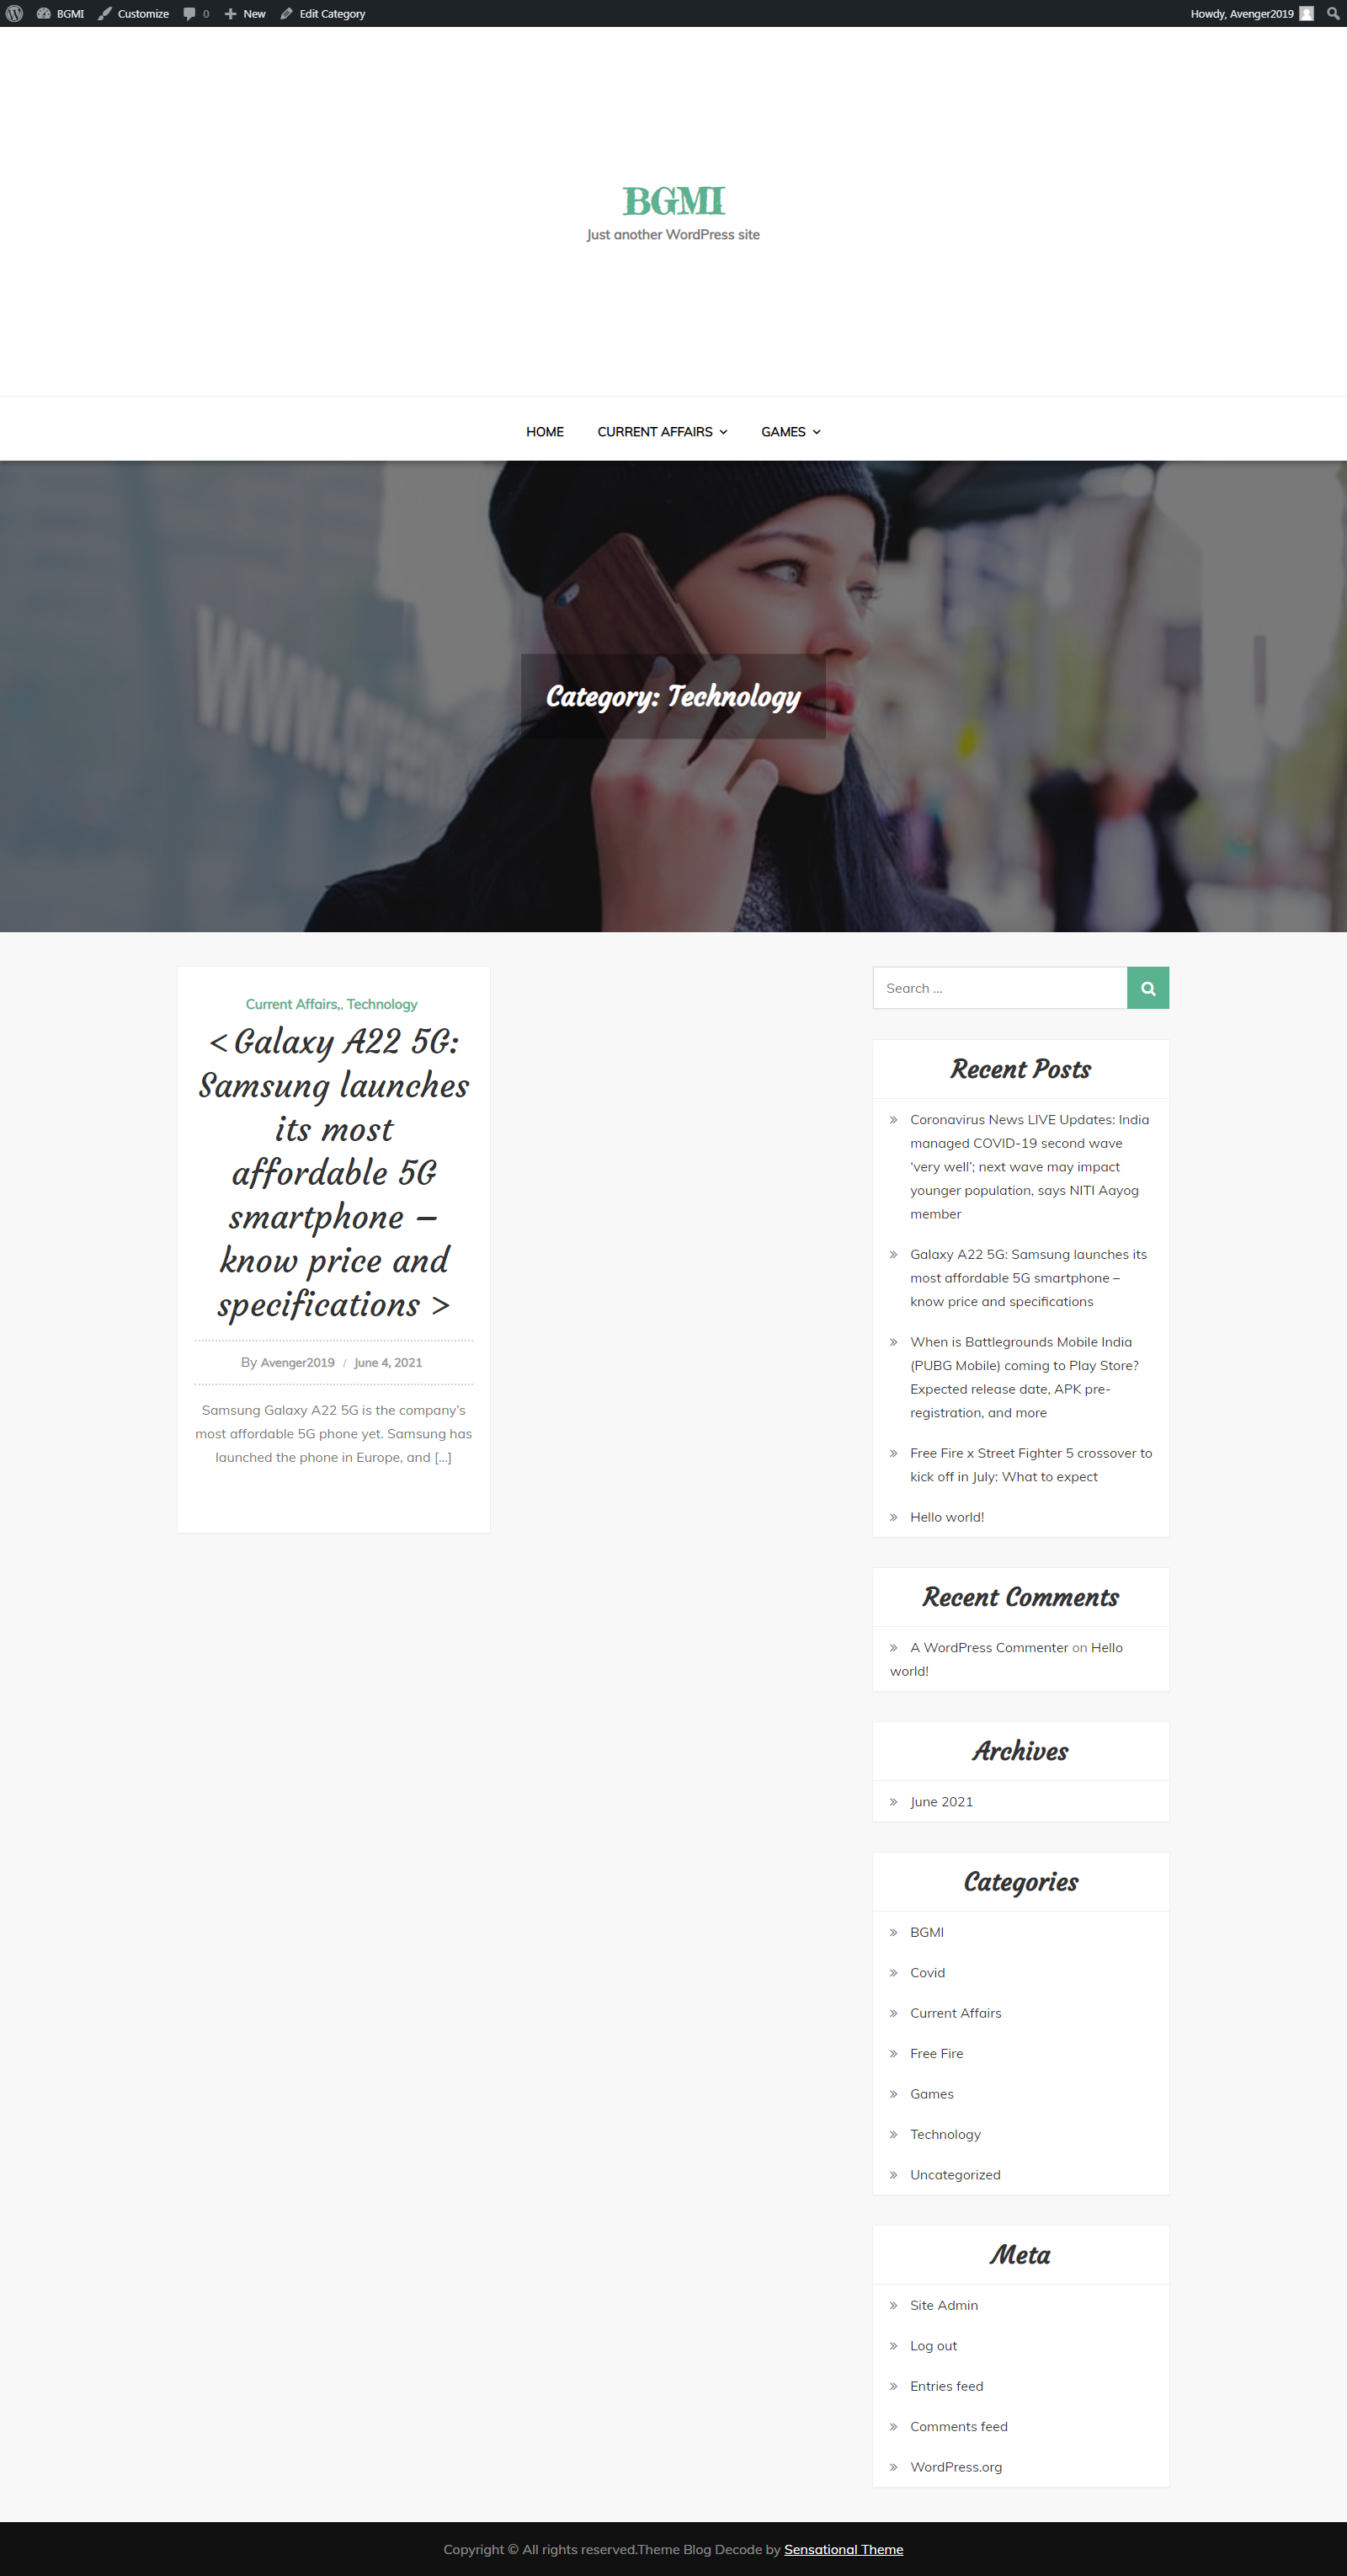 BGMI Customize 0 New Edit Category Howdy, Avenger2019
BGMI
Just another WordPress site
HOME CURRENT AFFAIRS GAMES
Category: Technology
Current Affairs,. Technology
< Galaxy A22 5G:
Samsung launches
its most
affordable 5G
smartphone –
know price and
specifications >
By Avenger2019 / June 4, 2021
Samsung Galaxy A22 5G is the company’s
most affordable 5G phone yet. Samsung has
launched the phone in Europe, and […]
Search ...
Recent Posts
Coronavirus News LIVE Updates: India
managed COVID-19 second wave
‘very well’; next wave may impact
younger population, says NITI Aayog
member
Galaxy A22 5G: Samsung launches its
most affordable 5G smartphone –
know price and specifications
When is Battlegrounds Mobile India
(PUBG Mobile) coming to Play Store?
Expected release date, APK pre-
registration, and more
Free Fire x Street Fighter 5 crossover to
kick off in July: What to expect
Hello world!
Recent Comments
A WordPress Commenter on Hello
world!
Archives
June 2021
Categories
BGMI
Covid
Current Affairs
Free Fire
Games
Technology
Uncategorized
Meta
Site Admin
Log out
Entries feed
Comments feed
WordPress.org
Copyright © All rights reserved.Theme Blog Decode by Sensational Theme